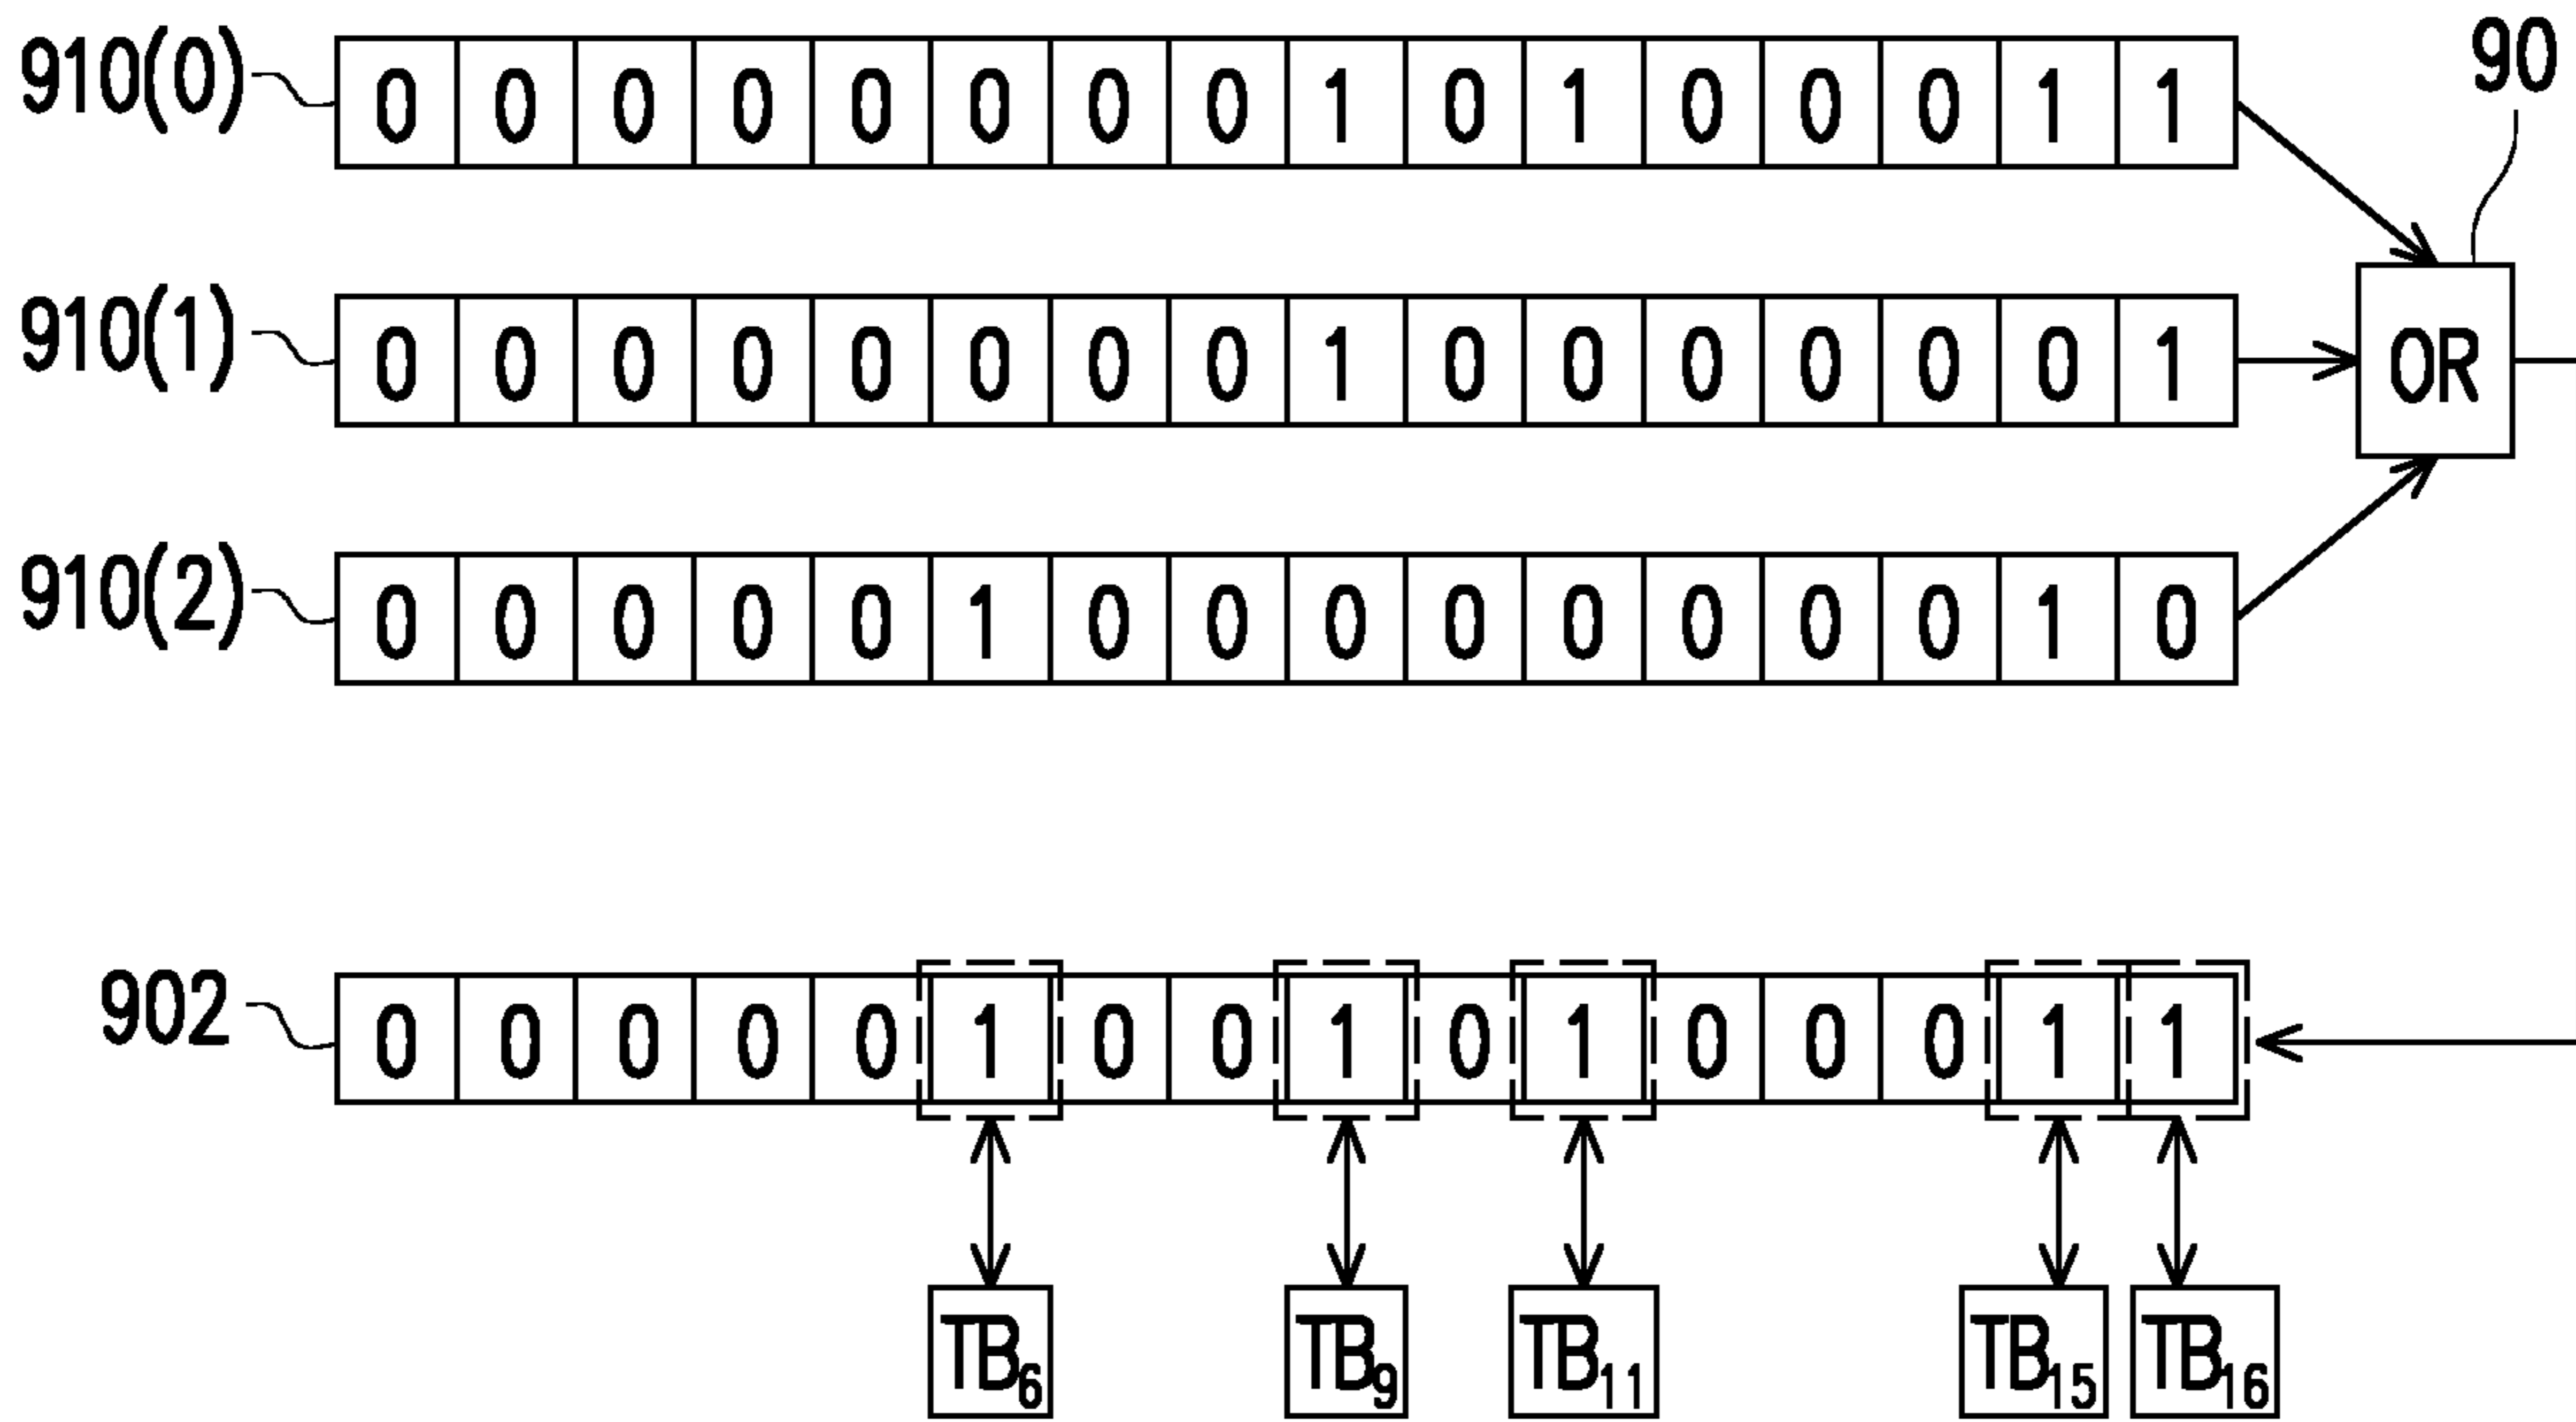 90
910(0) 0 0 0 0 0 0 0 0 1 0 1 0 0 0 1 1
910(1) 0 0 0 0 0 0 0 0 1 0 0 0 0 0 0 1 OR
910(2) 0 0 0 0 0 1 0 0 0 0 0 0 0 0 1 0
902 0 0 0 0 0 1 0 0 1 0 1 0 0 0 1 1
TB6 TB9 TB11 TB15 TB16